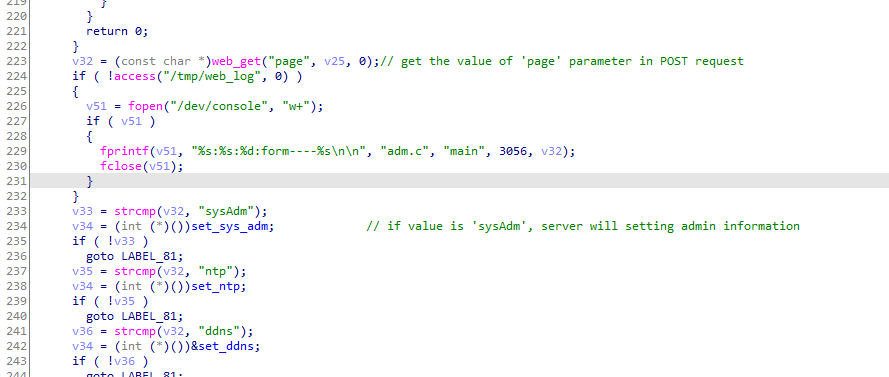 219 }
220 }
221 return 0;
222 }
223 v32 = (const char *)web_get("page", v25, 0);// get the value of 'page' parameter in POST request
224 if ( !access("/tmp/web_log", 0) )
225 {
226 v51 = fopen("/dev/console", "w+");
227 if ( v51 )
228 {
229 fprintf(v51, "%s:%s:%d:form----%s\n\n", "adm.c", "main", 3056, v32);
230 fclose(v51);
231 }
232 }
233 v33 = strcmp(v32, "sysAdm");
234 v34 = (int (*)())set_sys_adm; // if value is 'sysAdm', server will setting admin information
235 if ( !v33 )
236 goto LABEL_81;
237 v35 = strcmp(v32, "ntp");
238 v34 = (int (*)())set_ntp;
239 if ( !v35 )
240 goto LABEL_81;
241 v36 = strcmp(v32, "ddns");
242 v34 = (int (*)())&set_ddns;
243 if ( !v36 )
244 goto LABEL_81;